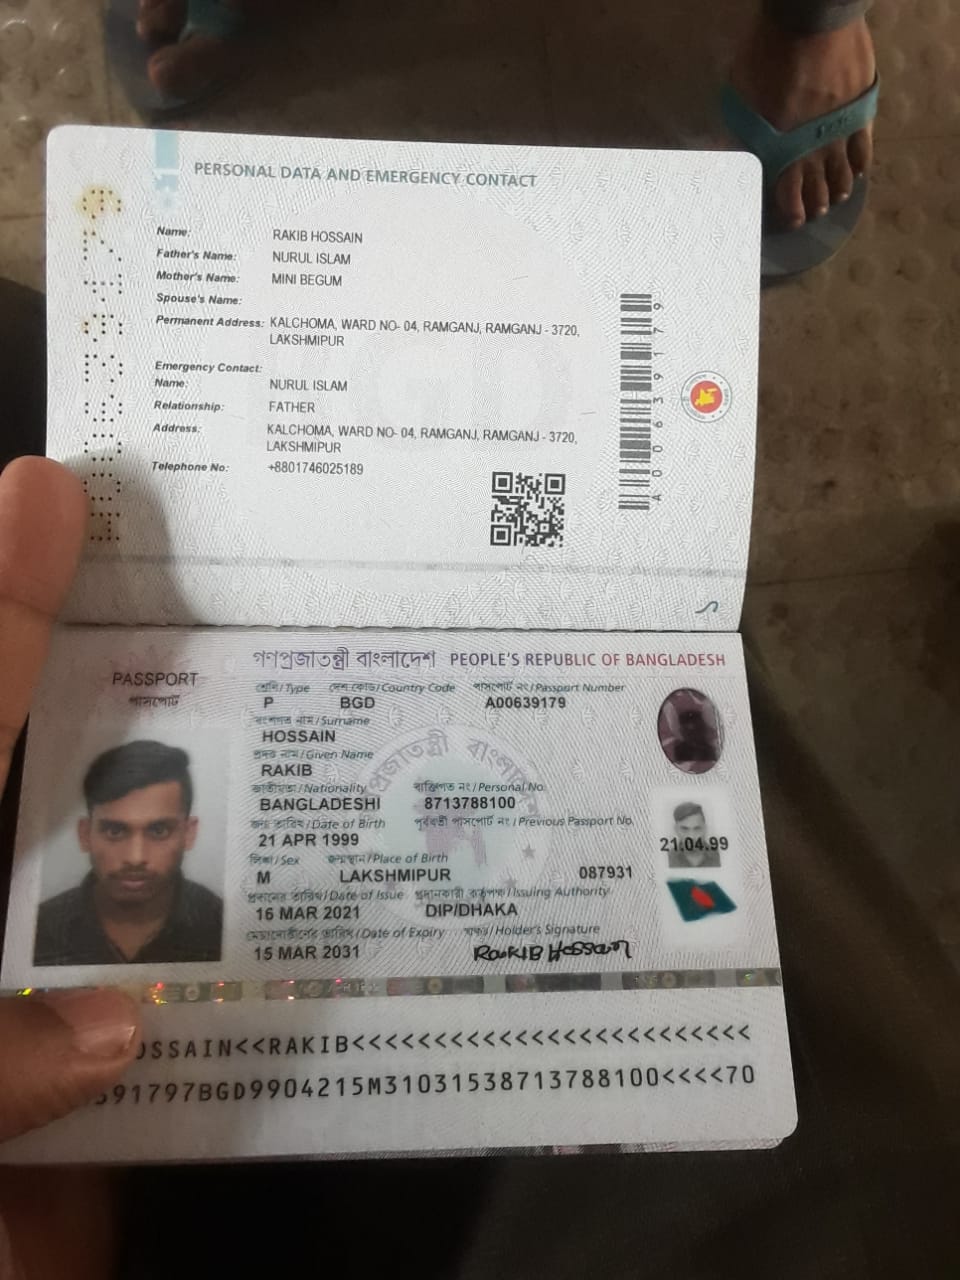 PERSONAL DATA AND EMERGENCY CONTACT
Name: RAKIB HOSSAIN
Father's Name: NURUL ISLAM
Mother's Name: MINI BEGUM
Spouse's Name:
Permanent Address: KALCHOMA, WARD NO- 04, RAMGANJ, RAMGANJ - 3720,
LAKSHMIPUR
Emergency Contact:
Name: NURUL ISLAM
Relationship: FATHER
Address: KALCHOMA, WARD NO- 04, RAMGANJ, RAMGANJ - 3720,
LAKSHMIPUR
Telephone No: +8801746025189
A00639179
গণপ্রজাতন্ত্রী বাংলাদেশ PEOPLE'S REPUBLIC OF BANGLADESH
PASSPORT
পাসপোর্ট
শ্রেণি/Type দেশ কোড/Country Code পাসপোর্ট নং/Passport Number
P BGD A00639179
বংশগত নাম/Surname
HOSSAIN
প্রদত্ত নাম/Given Name
RAKIB
জাতীয়তা/Nationality ব্যক্তিগত নং/Personal No.
BANGLADESHI 8713788100
জন্ম তারিখ/Date of Birth পূর্ববর্তী পাসপোর্ট নং/Previous Passport No.
21 APR 1999
21.04.99
লিঙ্গ/Sex জন্মস্থান/Place of Birth
M LAKSHMIPUR 087931
প্রদানের তারিখ/Date of Issue প্রদানকারী কর্তৃপক্ষ/Issuing Authority
16 MAR 2021 DIP/DHAKA
মেয়াদোত্তীর্ণের তারিখ/Date of Expiry স্বাক্ষর/Holder's Signature
15 MAR 2031 RAKIB HOSSAIN
OSSAIN<<RAKIB<<<<<<<<<<<<<<<<<<<<<<<<<
391797BGD9904215M31031538713788100<<<<70